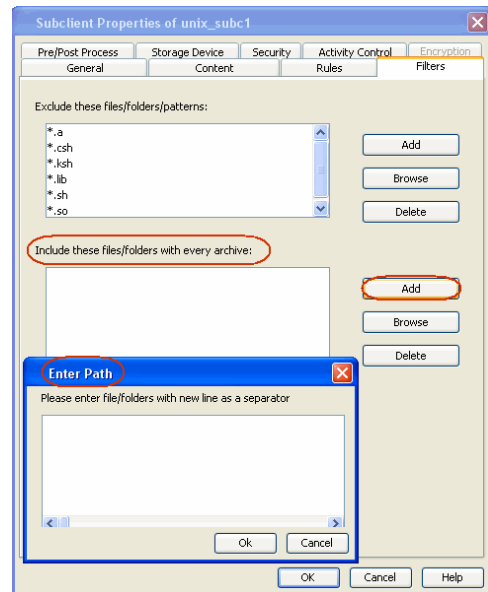 Subclient Properties of unix_subc1
Pre/Post Process Storage Device Security Activity Control Encryption
General Content Rules Filters
Exclude these files/folders/patterns:
*.a
*.csh
*.ksh
*.lib
*.sh
*.so
Add
Browse
Delete
Include these files/folders with every archive:
Add
Browse
Delete
Enter Path
Please enter file/folders with new line as a separator
Ok Cancel
OK Cancel Help